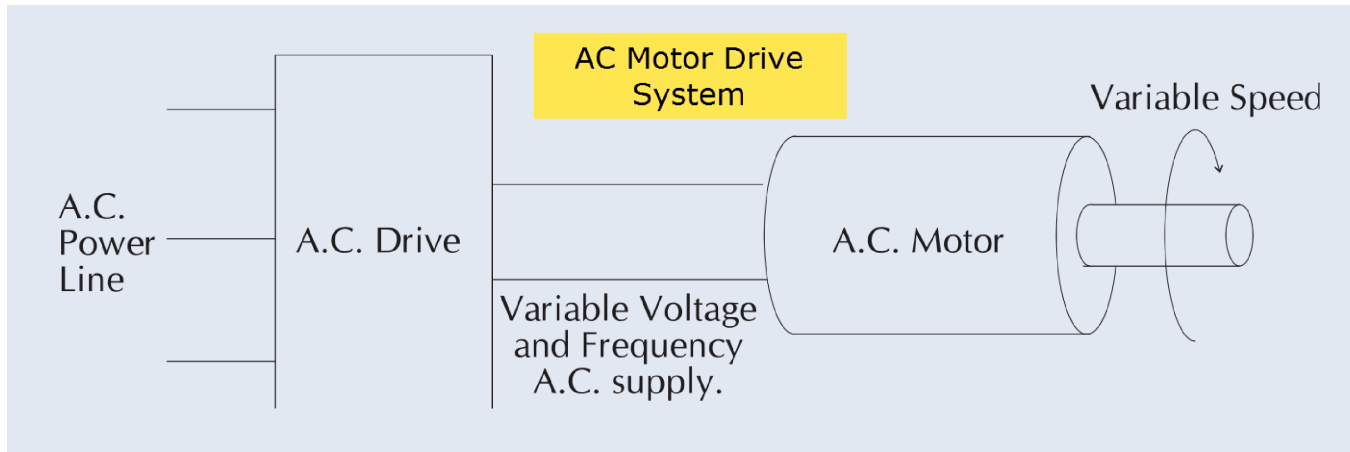 AC Motor Drive
System
Variable Speed
A.C.
Power
Line
A.C. Drive
A.C. Motor
Variable Voltage
and Frequency
A.C. supply.